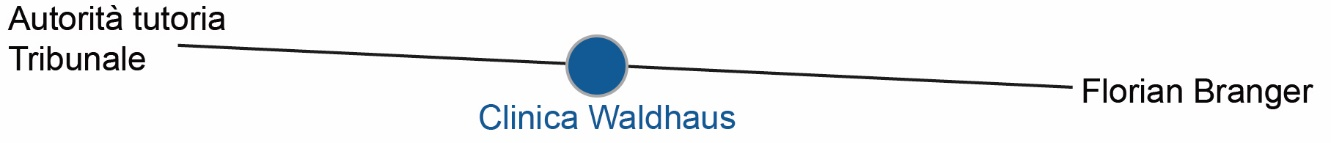 Autorità tutoria
Tribunale
Clinica Waldhaus
Florian Branger